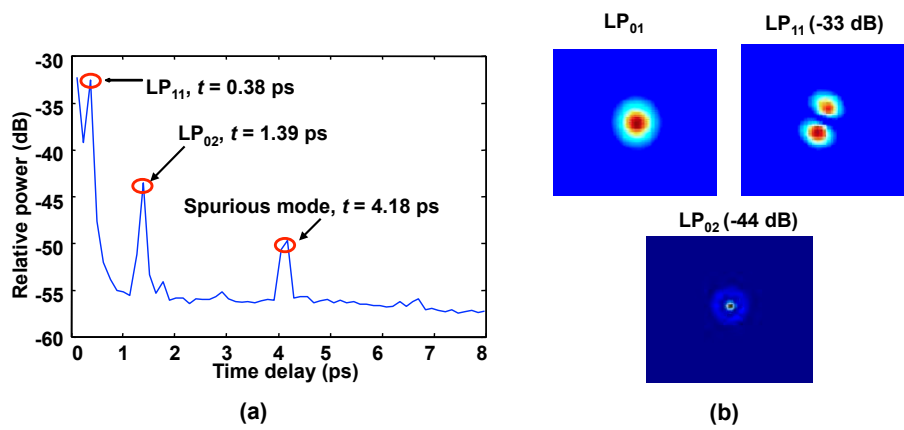 -30
-35
-40
-45
-50
-55
-60
Relative power (dB)
0 1 2 3 4 5 6 7 8
Time delay (ps)
LP₁₁, t = 0.38 ps
LP₀₂, t = 1.39 ps
Spurious mode, t = 4.18 ps
(a)
LP₀₁
LP₁₁ (-33 dB)
LP₀₂ (-44 dB)
(b)